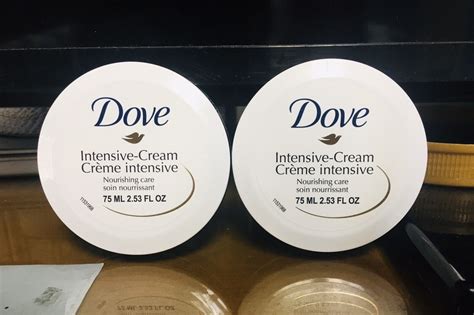 Dove
Intensive-Cream
Crème intensive
Nourishing care
soin nourrissant
75 ML 2.53 FL OZ
Dove
Intensive-Cream
Crème intensive
Nourishing care
soin nourrissant
75 ML 2.53 FL OZ